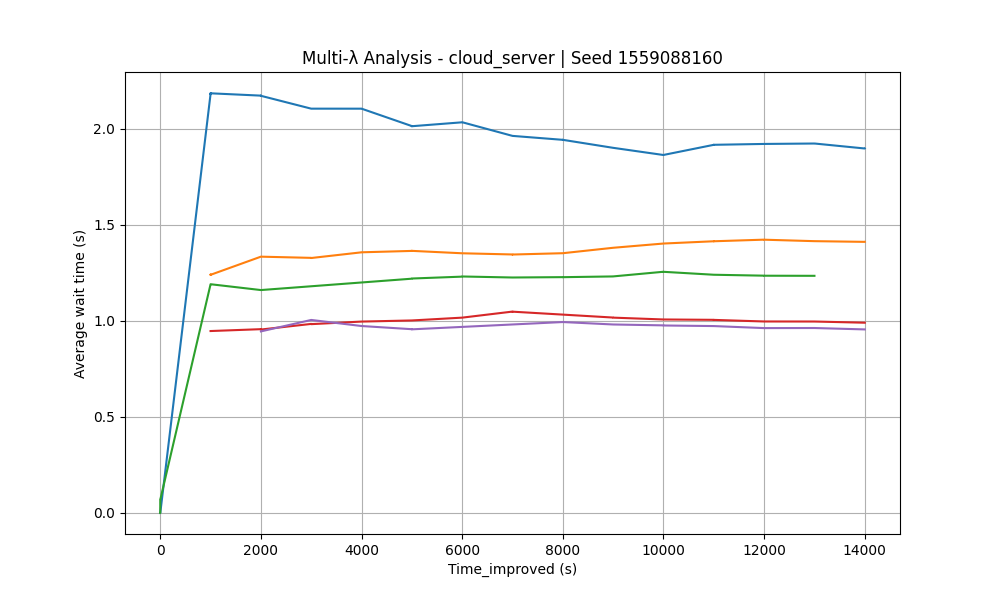 Multi-λ Analysis - cloud_server | Seed 1559088160
Average wait time (s)
2.0
1.5
1.0
0.5
0.0
0 2000 4000 6000 8000 10000 12000 14000
Time_improved (s)